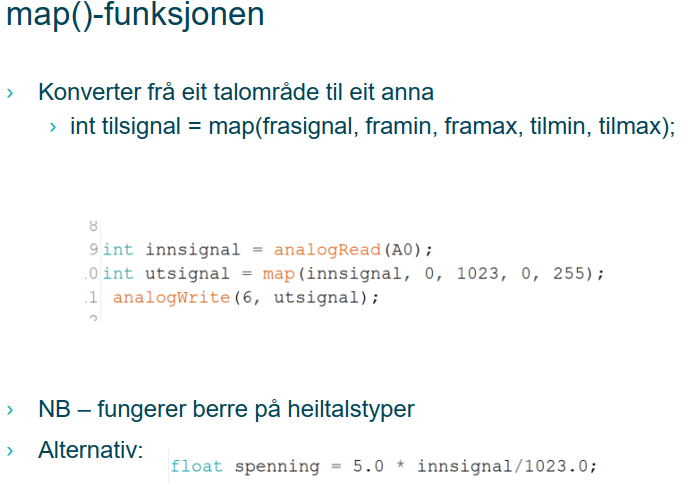 map()-funksjonen
› Konverter frå eit talområde til eit anna
› int tilsignal = map(frasignal, framin, framax, tilmin, tilmax);
8
9 int innsignal = analogRead(A0);
.0 int utsignal = map(innsignal, 0, 1023, 0, 255);
.1 analogWrite(6, utsignal);
2
› NB – fungerer berre på heiltalstyper
› Alternativ: float spenning = 5.0 * innsignal/1023.0;